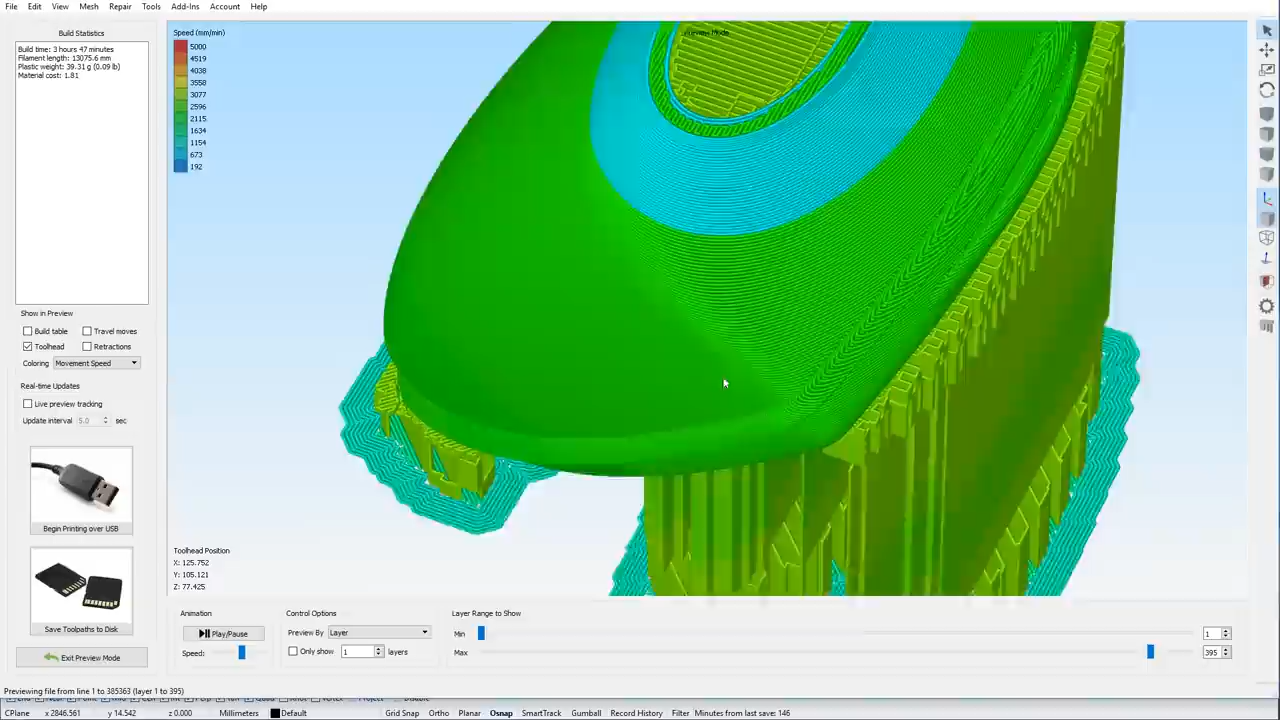 File Edit View Mesh Repair Tools Add-Ins Account Help
Build Statistics
Build time: 3 hours 47 minutes
Filament length: 13075.6 mm
Plastic weight: 39.31 g (0.09 lb)
Material cost: 1.81
Speed (mm/min)
5000
4519
4038
3558
3077
2596
2115
1634
1154
673
192
Preview Mode
Show in Preview
Build table Travel moves
Toolhead Retractions
Coloring Movement Speed
Real-time Updates
Live preview tracking
Update interval 5.0 sec
Begin Printing over USB
Save Toolpaths to Disk
Exit Preview Mode
Toolhead Position
X: 125.752
Y: 105.121
Z: 77.425
Animation
Play/Pause
Speed:
Control Options
Preview By Layer
Only show 1 layers
Layer Range to Show
Min 1
Max 395
Previewing file from line 1 to 385363 (layer 1 to 395)
CPlane x 2846.561 y 14.542 z 0.000 Millimeters Default Grid Snap Ortho Planar Osnap SmartTrack Gumball Record History Filter Minutes from last save: 146